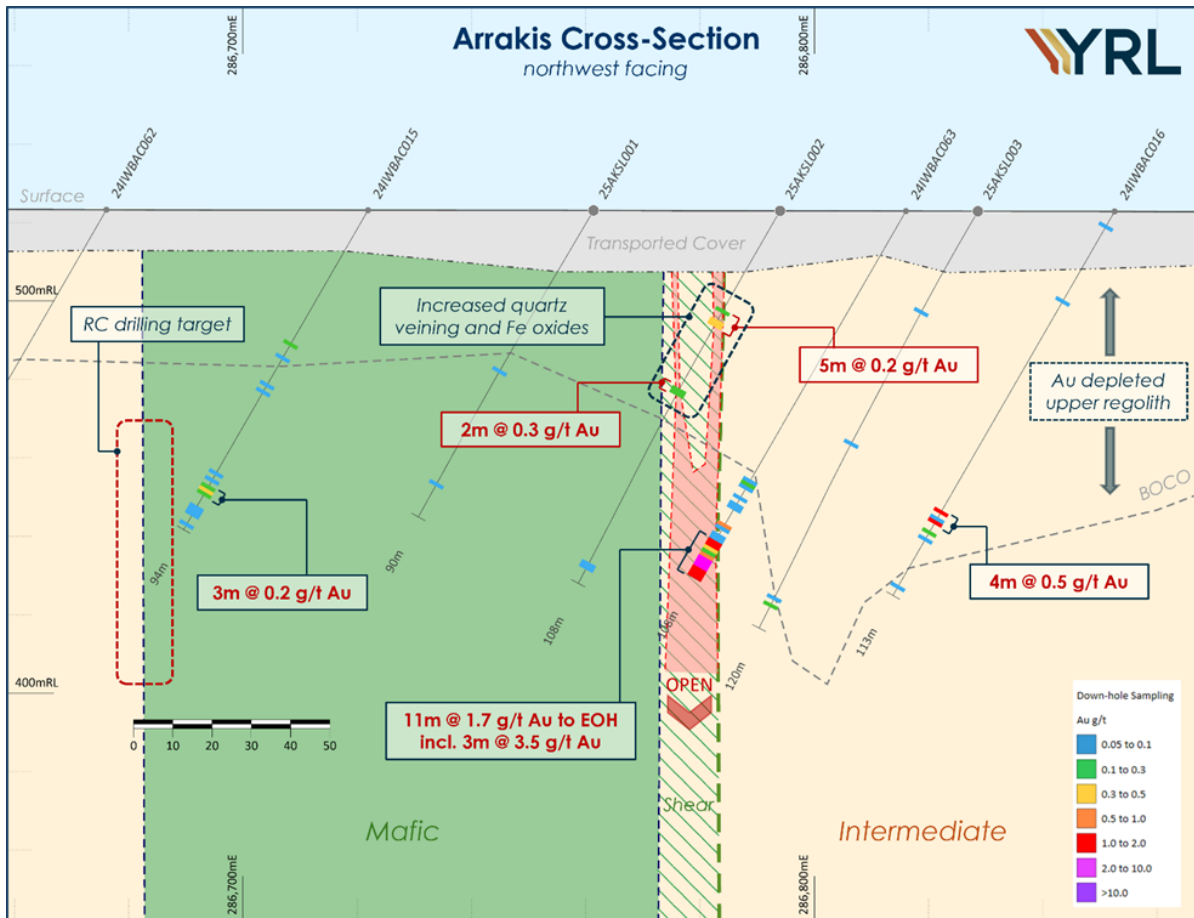 286,700mE
Arrakis Cross-Section
northwest facing
286,800mE
YRL
24IWBAC062
24IWBAC015
25AKSL001
25AKSL002
24IWBAC063
25AKSL003
24IWBAC016
Surface
Transported Cover
500mRL
RC drilling target
Increased quartz
veining and Fe oxides
5m @ 0.2 g/t Au
Au depleted
upper regolith
2m @ 0.3 g/t Au
BOCO
94m
90m
3m @ 0.2 g/t Au
4m @ 0.5 g/t Au
108m
108m
120m
113m
400mRL
OPEN
11m @ 1.7 g/t Au to EOH
incl. 3m @ 3.5 g/t Au
0 10 20 30 40 50
Shear
Mafic
Intermediate
Down-hole Sampling
Au g/t
0.05 to 0.1
0.1 to 0.3
0.3 to 0.5
0.5 to 1.0
1.0 to 2.0
2.0 to 10.0
>10.0
286,700mE
286,800mE